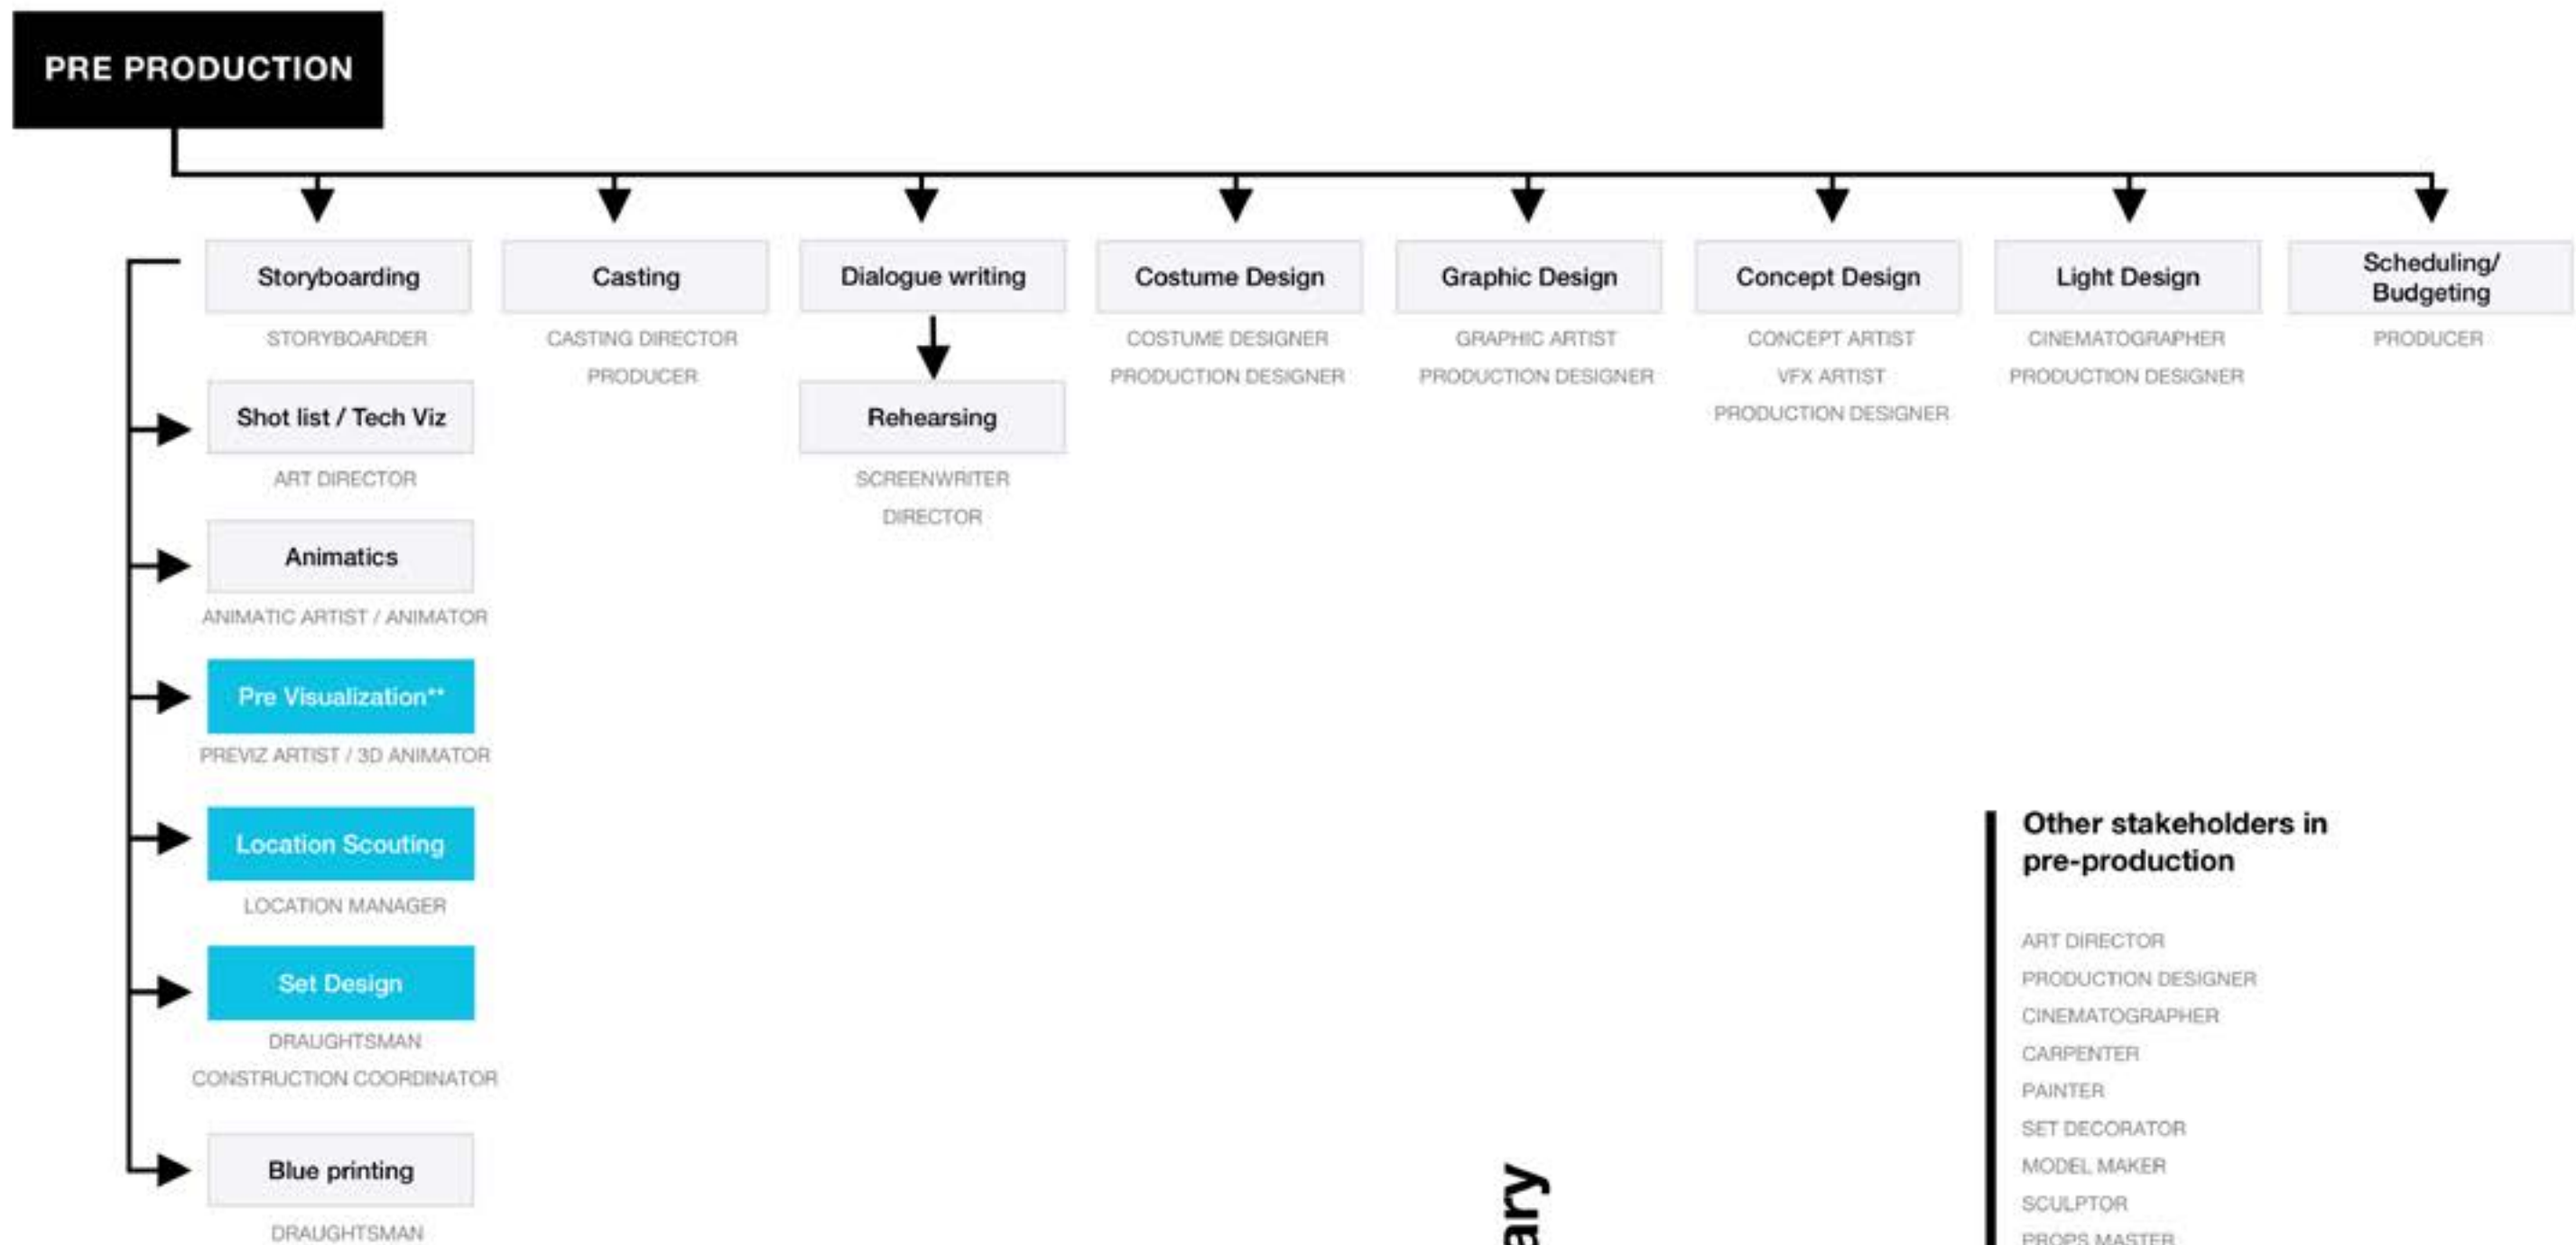 PRE PRODUCTION
Storyboarding
STORYBOARDER
Casting
CASTING DIRECTOR
PRODUCER
Dialogue writing
Rehearsing
SCREENWRITER
DIRECTOR
Costume Design
COSTUME DESIGNER
PRODUCTION DESIGNER
Graphic Design
GRAPHIC ARTIST
PRODUCTION DESIGNER
Concept Design
CONCEPT ARTIST
VFX ARTIST
PRODUCTION DESIGNER
Light Design
CINEMATOGRAPHER
PRODUCTION DESIGNER
Scheduling/
Budgeting
PRODUCER
Shot list / Tech Viz
ART DIRECTOR
Animatics
ANIMATIC ARTIST / ANIMATOR
Pre Visualization**
PREVIZ ARTIST / 3D ANIMATOR
Location Scouting
LOCATION MANAGER
Set Design
DRAUGHTSMAN
CONSTRUCTION COORDINATOR
Blue printing
DRAUGHTSMAN
Other stakeholders in
pre-production
ART DIRECTOR
PRODUCTION DESIGNER
CINEMATOGRAPHER
CARPENTER
PAINTER
SET DECORATOR
MODEL MAKER
SCULPTOR
PROPS MASTER